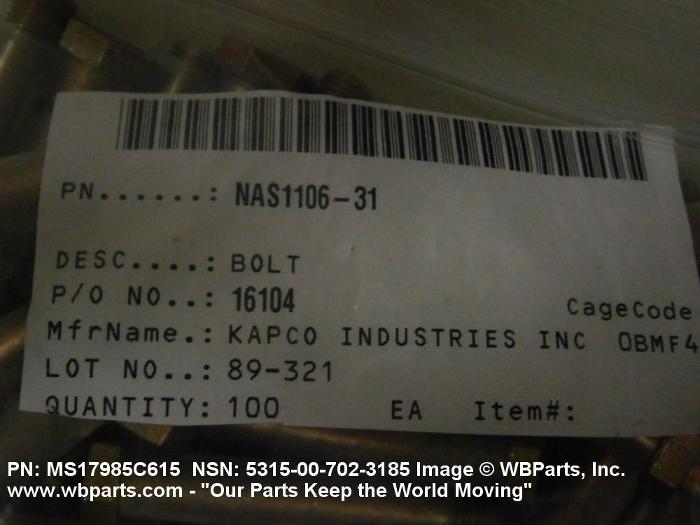 PN......: NAS1106-31
DESC....: BOLT
P/O NO..: 16104 CageCode
MfrName.: KAPCO INDUSTRIES INC 0BMF4
LOT NO..: 89-321
QUANTITY: 100 EA Item#:
PN: MS17985C615 NSN: 5315-00-702-3185 Image © WBParts, Inc.
www.wbparts.com - "Our Parts Keep the World Moving"